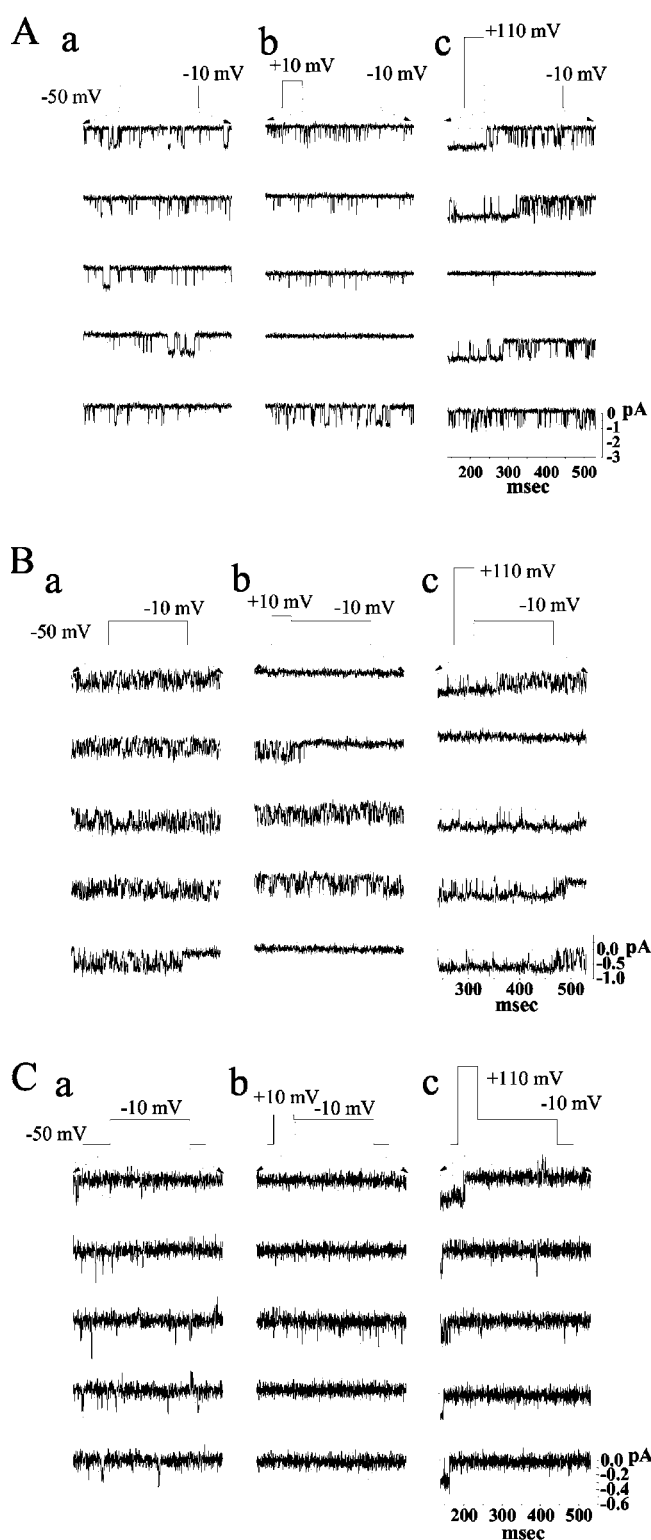 A a b c
+110 mV
+10 mV
-10 mV -10 mV -10 mV
-50 mV
0 pA
-1
-2
-3
200 300 400 500
msec
B a b c
+110 mV
-10 mV +10 mV -10 mV -10 mV
-50 mV
0.0 pA
-0.5
-1.0
300 400 500
msec
C a b c
+110 mV
-10 mV +10 mV -10 mV -10 mV
-50 mV
0.0 pA
-0.2
-0.4
-0.6
200 300 400 500
msec